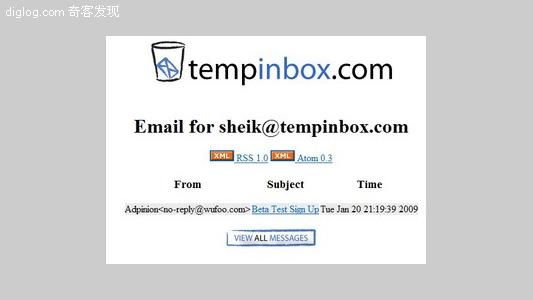 diglog.com 奇客发现
tempinbox.com
Email for sheik@tempinbox.com
XML RSS 1.0 XML Atom 0.3
From Subject Time
Adpinion<no-reply@wufoo.com> Beta Test Sign Up Tue Jan 20 21:19:39 2009
VIEW ALL MESSAGES